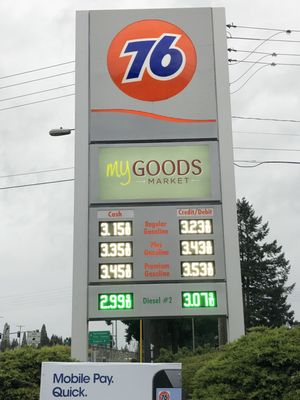 76
my GOODS
MARKET
Cash Credit/Debit
3.15 Regular Gasoline 3.23
3.35 Plus Gasoline 3.43
3.45 Premium Gasoline 3.53
2.99 Diesel #2 3.07
Mobile Pay.
Quick.
76